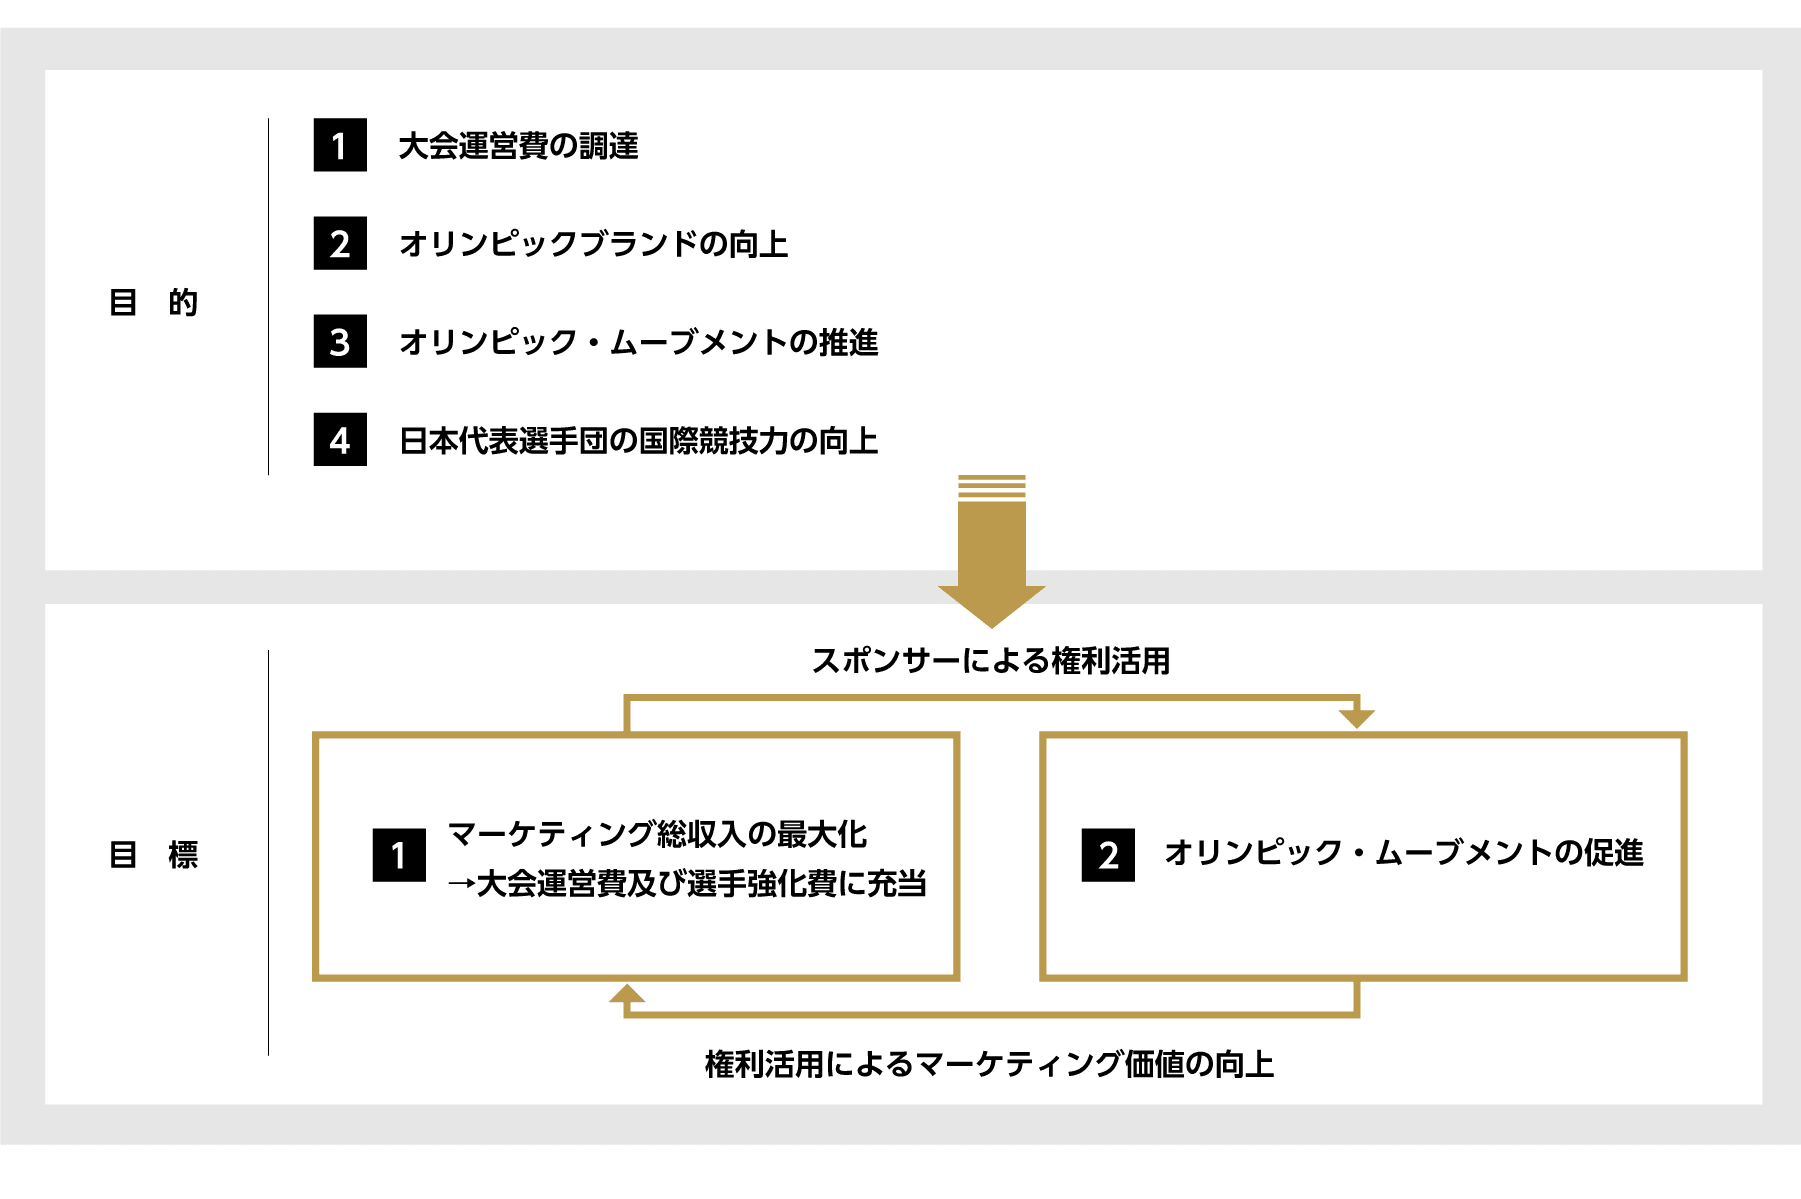 目　的
1 大会運営費の調達
2 オリンピックブランドの向上
3 オリンピック・ムーブメントの推進
4 日本代表選手団の国際競技力の向上
目　標
スポンサーによる権利活用
1 マーケティング総収入の最大化
→大会運営費及び選手強化費に充当
2 オリンピック・ムーブメントの促進
権利活用によるマーケティング価値の向上